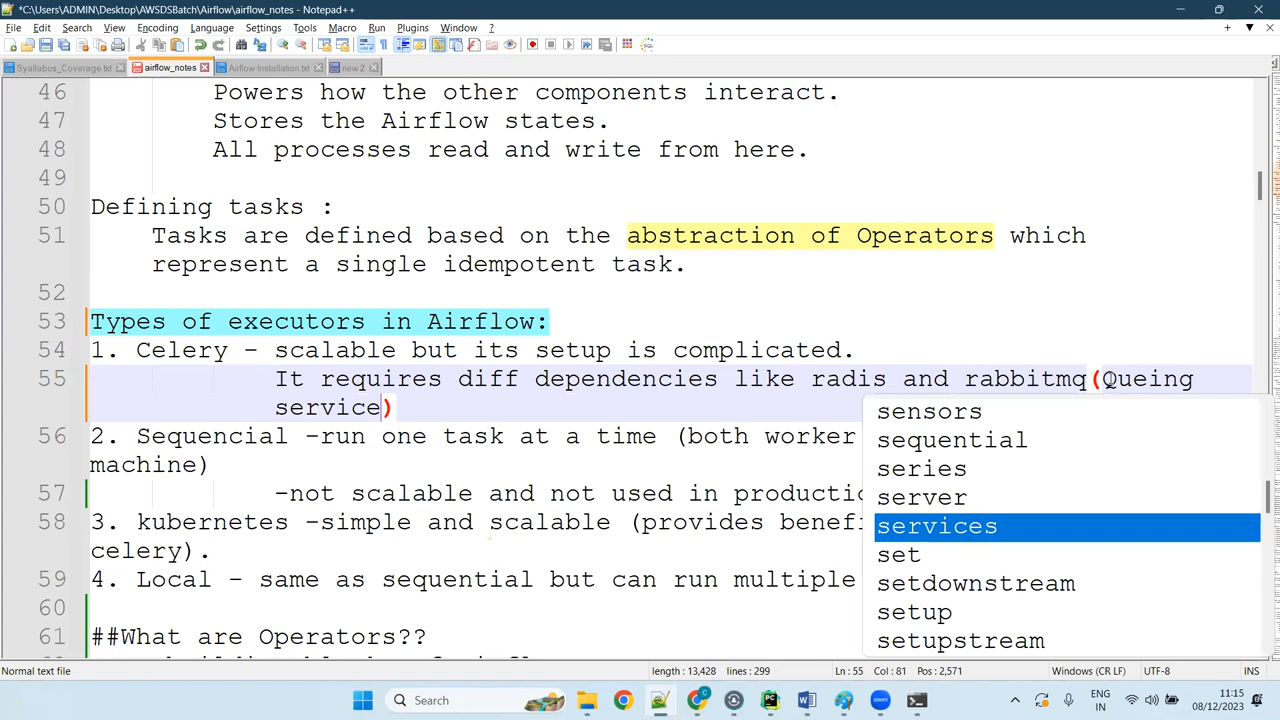 *C:\Users\ADMIN\Desktop\AWSDSBatch\Airflow\airflow_notes - Notepad++
File Edit Search View Encoding Language Settings Tools Macro Run Plugins Window ?
Syallabus_Coverage.txt airflow_notes Airflow-installation.txt new 2
46 Powers how the other components interact.
47 Stores the Airflow states.
48 All processes read and write from here.
49
50 Defining tasks :
51 Tasks are defined based on the abstraction of Operators which
represent a single idempotent task.
52
53 Types of executors in Airflow:
54 1. Celery - scalable but its setup is complicated.
55 It requires diff dependencies like radis and rabbitmq(Queing
service)
56 2. Sequencial -run one task at a time (both worker
machine)
57 -not scalable and not used in productio
58 3. kubernetes -simple and scalable (provides benef
celery).
59 4. Local - same as sequential but can run multiple
60
61 ##What are Operators??
sensors
sequential
series
server
services
set
setdownstream
setup
setupstream
Normal text file length : 13,428 lines : 299 Ln : 55 Col : 81 Pos : 2,571 Windows (CR LF) UTF-8 INS
Search ENG IN 11:15 08/12/2023